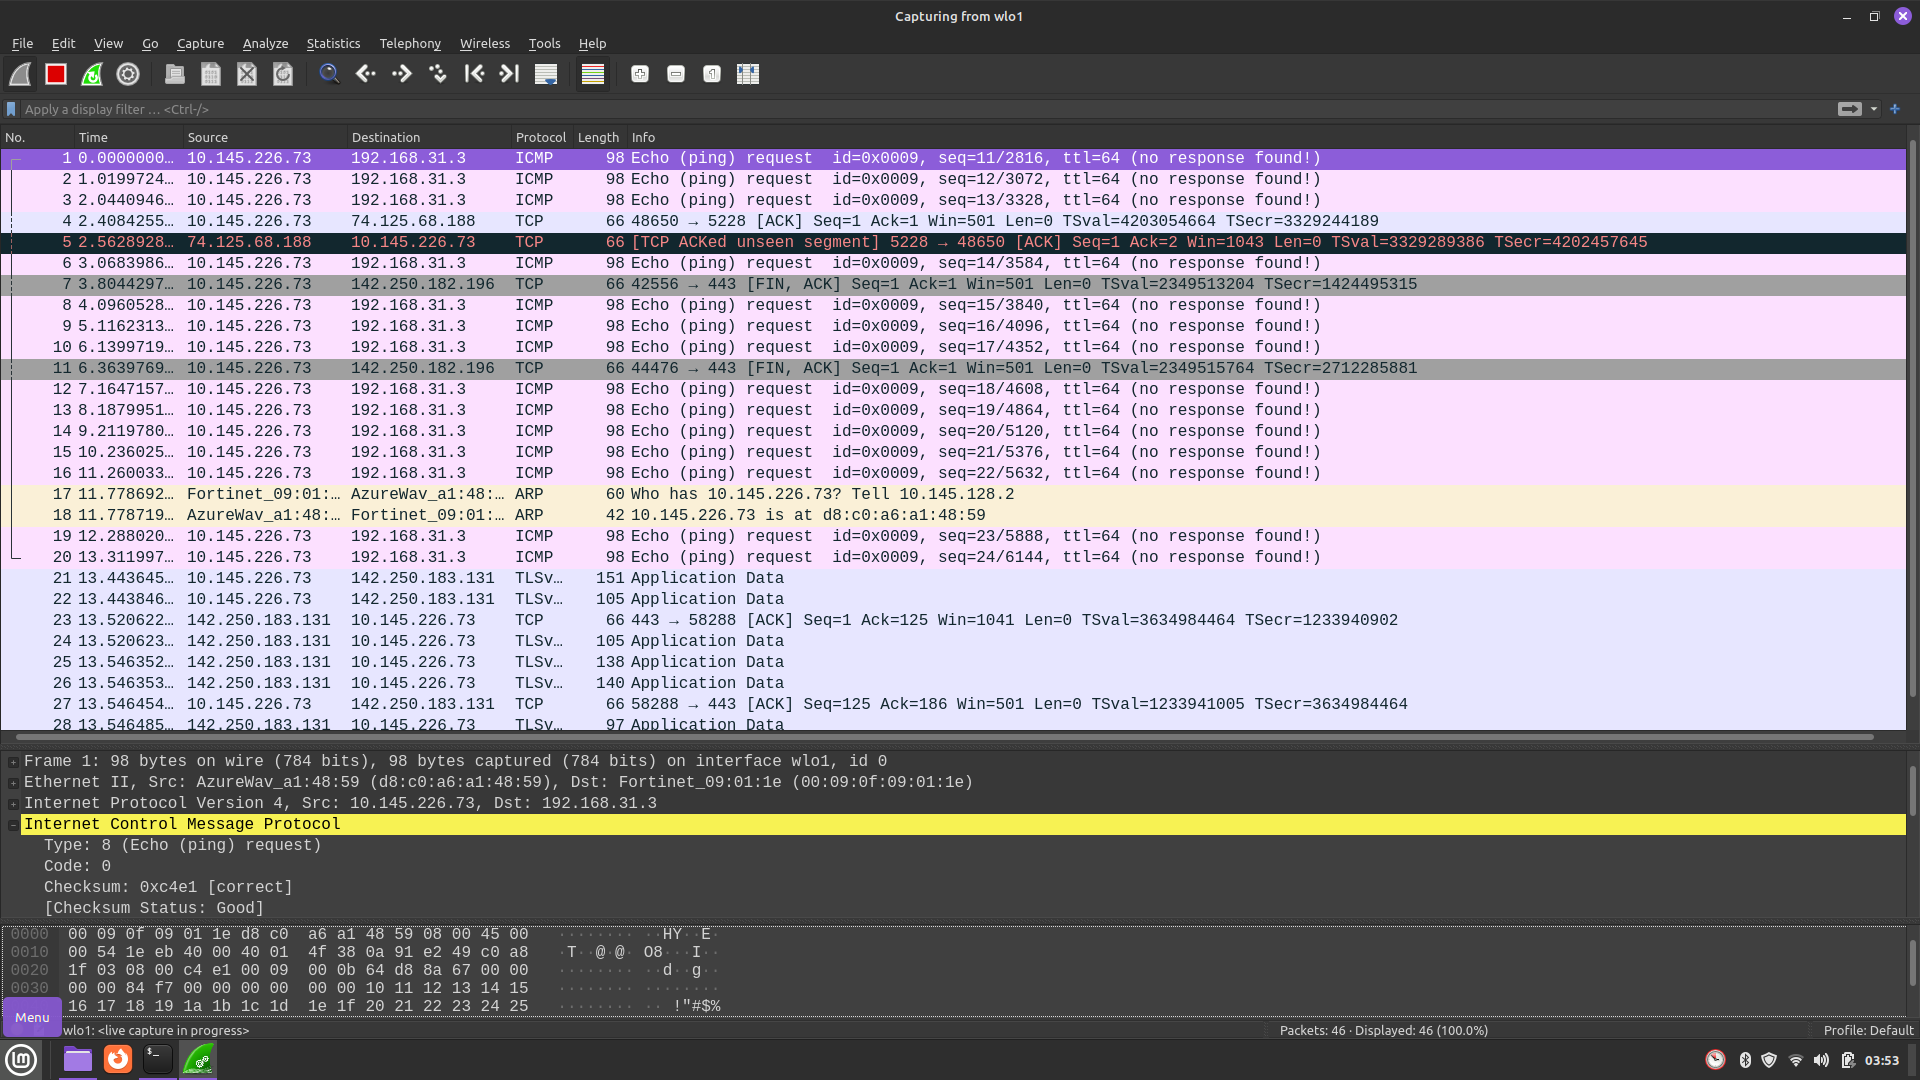 Capturing from wlo1
File Edit View Go Capture Analyze Statistics Telephony Wireless Tools Help
Apply a display filter … <Ctrl-/>
No. Time Source Destination Protocol Length Info
1 0.0000000… 10.145.226.73 192.168.31.3 ICMP 98 Echo (ping) request id=0x0009, seq=11/2816, ttl=64 (no response found!)
2 1.0199724… 10.145.226.73 192.168.31.3 ICMP 98 Echo (ping) request id=0x0009, seq=12/3072, ttl=64 (no response found!)
3 2.0440946… 10.145.226.73 192.168.31.3 ICMP 98 Echo (ping) request id=0x0009, seq=13/3328, ttl=64 (no response found!)
4 2.4084255… 10.145.226.73 74.125.68.188 TCP 66 48650 → 5228 [ACK] Seq=1 Ack=1 Win=501 Len=0 TSval=4203054664 TSecr=3329244189
5 2.5628928… 74.125.68.188 10.145.226.73 TCP 66 [TCP ACKed unseen segment] 5228 → 48650 [ACK] Seq=1 Ack=2 Win=1043 Len=0 TSval=3329289386 TSecr=4202457645
6 3.0683986… 10.145.226.73 192.168.31.3 ICMP 98 Echo (ping) request id=0x0009, seq=14/3584, ttl=64 (no response found!)
7 3.8044297… 10.145.226.73 142.250.182.196 TCP 66 42556 → 443 [FIN, ACK] Seq=1 Ack=1 Win=501 Len=0 TSval=2349513204 TSecr=1424495315
8 4.0960528… 10.145.226.73 192.168.31.3 ICMP 98 Echo (ping) request id=0x0009, seq=15/3840, ttl=64 (no response found!)
9 5.1162313… 10.145.226.73 192.168.31.3 ICMP 98 Echo (ping) request id=0x0009, seq=16/4096, ttl=64 (no response found!)
10 6.1399719… 10.145.226.73 192.168.31.3 ICMP 98 Echo (ping) request id=0x0009, seq=17/4352, ttl=64 (no response found!)
11 6.3639769… 10.145.226.73 142.250.182.196 TCP 66 44476 → 443 [FIN, ACK] Seq=1 Ack=1 Win=501 Len=0 TSval=2349515764 TSecr=2712285881
12 7.1647157… 10.145.226.73 192.168.31.3 ICMP 98 Echo (ping) request id=0x0009, seq=18/4608, ttl=64 (no response found!)
13 8.1879951… 10.145.226.73 192.168.31.3 ICMP 98 Echo (ping) request id=0x0009, seq=19/4864, ttl=64 (no response found!)
14 9.2119780… 10.145.226.73 192.168.31.3 ICMP 98 Echo (ping) request id=0x0009, seq=20/5120, ttl=64 (no response found!)
15 10.236025… 10.145.226.73 192.168.31.3 ICMP 98 Echo (ping) request id=0x0009, seq=21/5376, ttl=64 (no response found!)
16 11.260033… 10.145.226.73 192.168.31.3 ICMP 98 Echo (ping) request id=0x0009, seq=22/5632, ttl=64 (no response found!)
17 11.778692… Fortinet_09:01:… AzureWav_a1:48:… ARP 60 Who has 10.145.226.73? Tell 10.145.128.2
18 11.778719… AzureWav_a1:48:… Fortinet_09:01:… ARP 42 10.145.226.73 is at d8:c0:a6:a1:48:59
19 12.288020… 10.145.226.73 192.168.31.3 ICMP 98 Echo (ping) request id=0x0009, seq=23/5888, ttl=64 (no response found!)
20 13.311997… 10.145.226.73 192.168.31.3 ICMP 98 Echo (ping) request id=0x0009, seq=24/6144, ttl=64 (no response found!)
21 13.443645… 10.145.226.73 142.250.183.131 TLSv… 151 Application Data
22 13.443846… 10.145.226.73 142.250.183.131 TLSv… 105 Application Data
23 13.520622… 142.250.183.131 10.145.226.73 TCP 66 443 → 58288 [ACK] Seq=1 Ack=125 Win=1041 Len=0 TSval=3634984464 TSecr=1233940902
24 13.520623… 142.250.183.131 10.145.226.73 TLSv… 105 Application Data
25 13.546352… 142.250.183.131 10.145.226.73 TLSv… 138 Application Data
26 13.546353… 142.250.183.131 10.145.226.73 TLSv… 140 Application Data
27 13.546454… 10.145.226.73 142.250.183.131 TCP 66 58288 → 443 [ACK] Seq=125 Ack=186 Win=501 Len=0 TSval=1233941005 TSecr=3634984464
28 13.546485… 142.250.183.131 10.145.226.73 TLSv… 97 Application Data
Frame 1: 98 bytes on wire (784 bits), 98 bytes captured (784 bits) on interface wlo1, id 0
Ethernet II, Src: AzureWav_a1:48:59 (d8:c0:a6:a1:48:59), Dst: Fortinet_09:01:1e (00:09:0f:09:01:1e)
Internet Protocol Version 4, Src: 10.145.226.73, Dst: 192.168.31.3
Internet Control Message Protocol
Type: 8 (Echo (ping) request)
Code: 0
Checksum: 0xc4e1 [correct]
[Checksum Status: Good]
0000 00 09 0f 09 01 1e d8 c0 a6 a1 48 59 08 00 45 00 ········ ··HY··E·
0010 00 54 1e eb 40 00 40 01 4f 38 0a 91 e2 49 c0 a8 ·T··@·@· O8···I··
0020 1f 03 08 00 c4 e1 00 09 00 0b 64 d8 8a 67 00 00 ········ ··d··g··
0030 00 00 84 f7 00 00 00 00 00 00 10 11 12 13 14 15 ········ ········
16 17 18 19 1a 1b 1c 1d 1e 1f 20 21 22 23 24 25 ········ ·· !"#$%
Menu
wlo1: <live capture in progress>
Packets: 46 · Displayed: 46 (100.0%)
Profile: Default
03:53